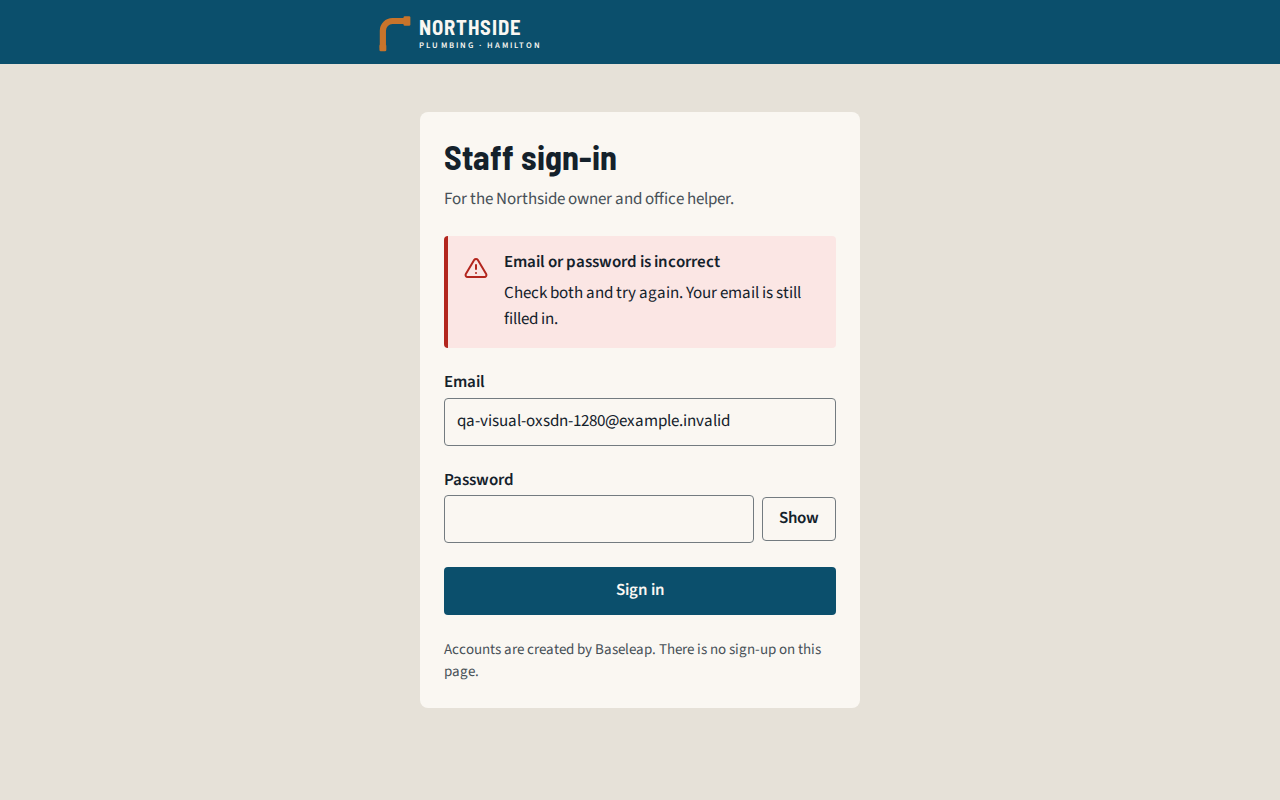 NORTHSIDE
PLUMBING · HAMILTON
Staff sign-in
For the Northside owner and office helper.
Email or password is incorrect
Check both and try again. Your email is still
filled in.
Email
qa-visual-oxsdn-1280@example.invalid
Password
Show
Sign in
Accounts are created by Baseleap. There is no sign-up on this
page.